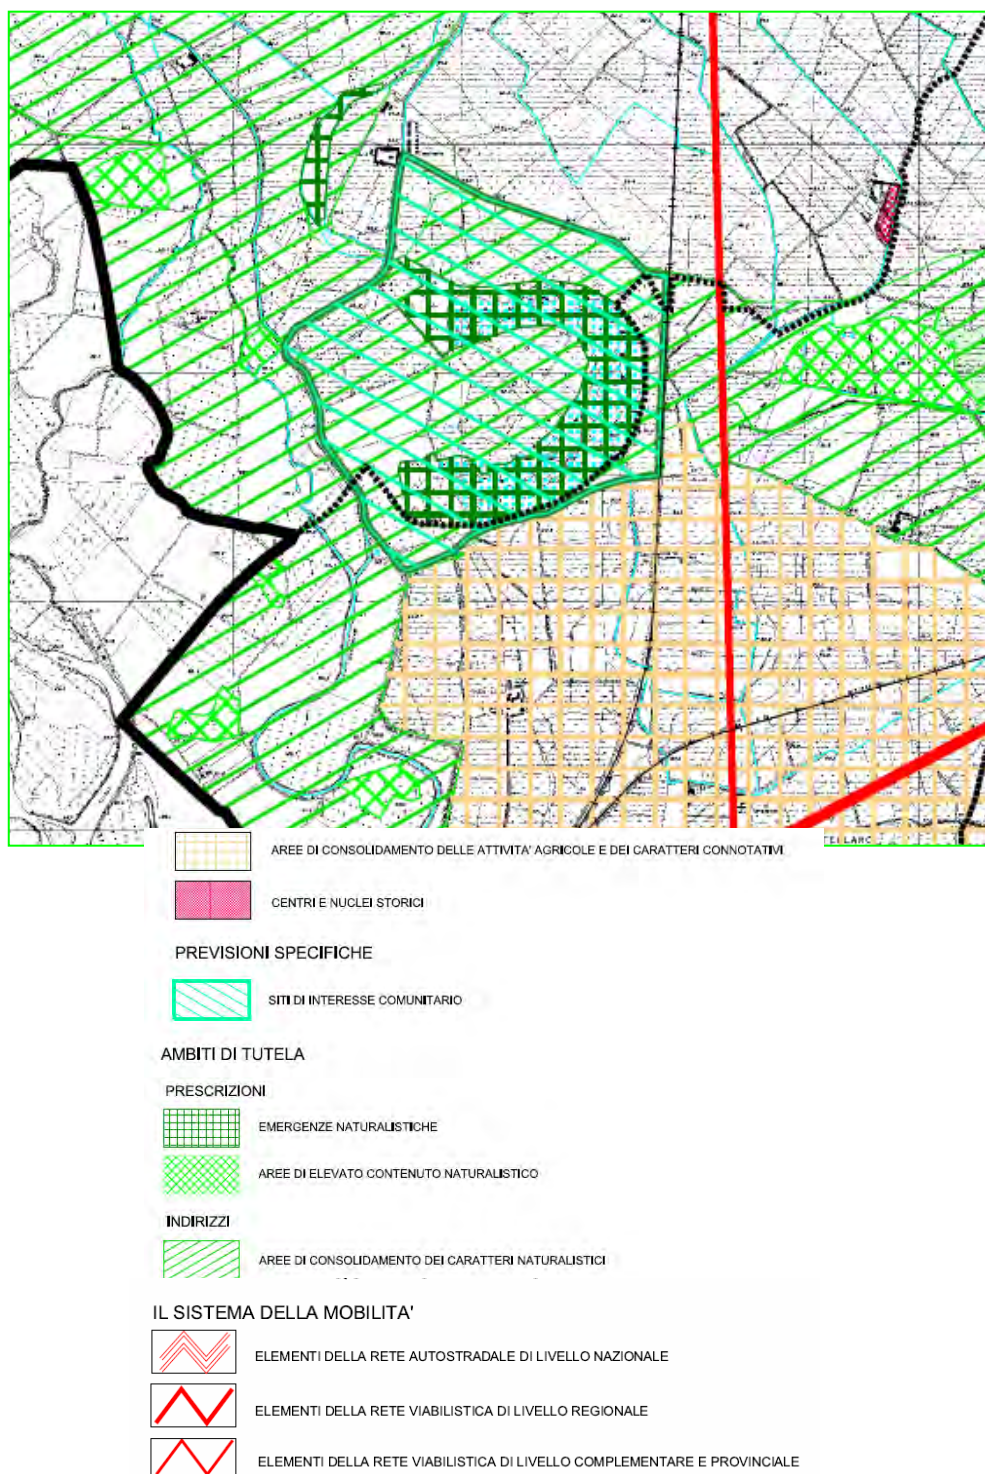 AREE DI CONSOLIDAMENTO DELLE ATTIVITA' AGRICOLE E DEI CARATTERI CONNOTATIVI
CENTRI E NUCLEI STORICI
PREVISIONI SPECIFICHE
SITI DI INTERESSE COMUNITARIO
AMBITI DI TUTELA
PRESCRIZIONI
EMERGENZE NATURALISTICHE
AREE DI ELEVATO CONTENUTO NATURALISTICO
INDIRIZZI
AREE DI CONSOLIDAMENTO DEI CARATTERI NATURALISTICI
IL SISTEMA DELLA MOBILITA'
ELEMENTI DELLA RETE AUTOSTRADALE DI LIVELLO NAZIONALE
ELEMENTI DELLA RETE VIABILISTICA DI LIVELLO REGIONALE
ELEMENTI DELLA RETE VIABILISTICA DI LIVELLO COMPLEMENTARE E PROVINCIALE